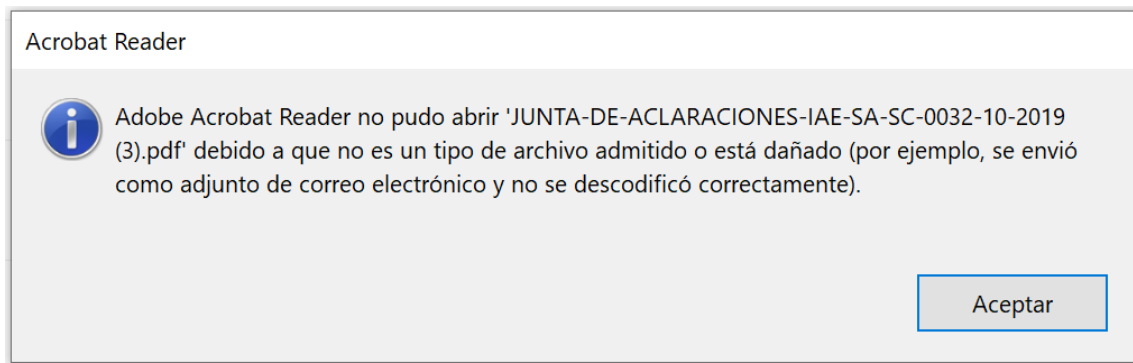 Acrobat Reader
Adobe Acrobat Reader no pudo abrir 'JUNTA-DE-ACLARACIONES-IAE-SA-SC-0032-10-2019
(3).pdf' debido a que no es un tipo de archivo admitido o está dañado (por ejemplo, se envió
como adjunto de correo electrónico y no se descodificó correctamente).
Aceptar